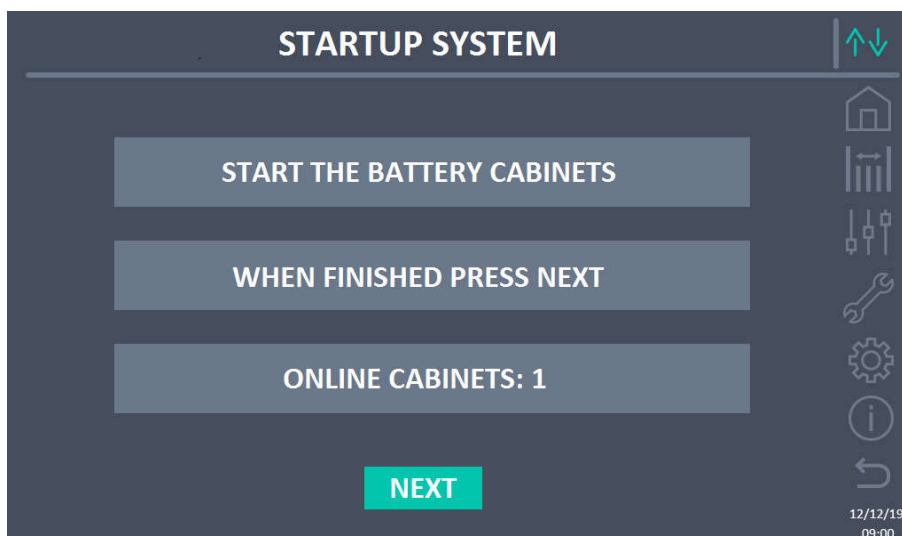 STARTUP SYSTEM
START THE BATTERY CABINETS
WHEN FINISHED PRESS NEXT
ONLINE CABINETS: 1
NEXT
12/12/19
09:00